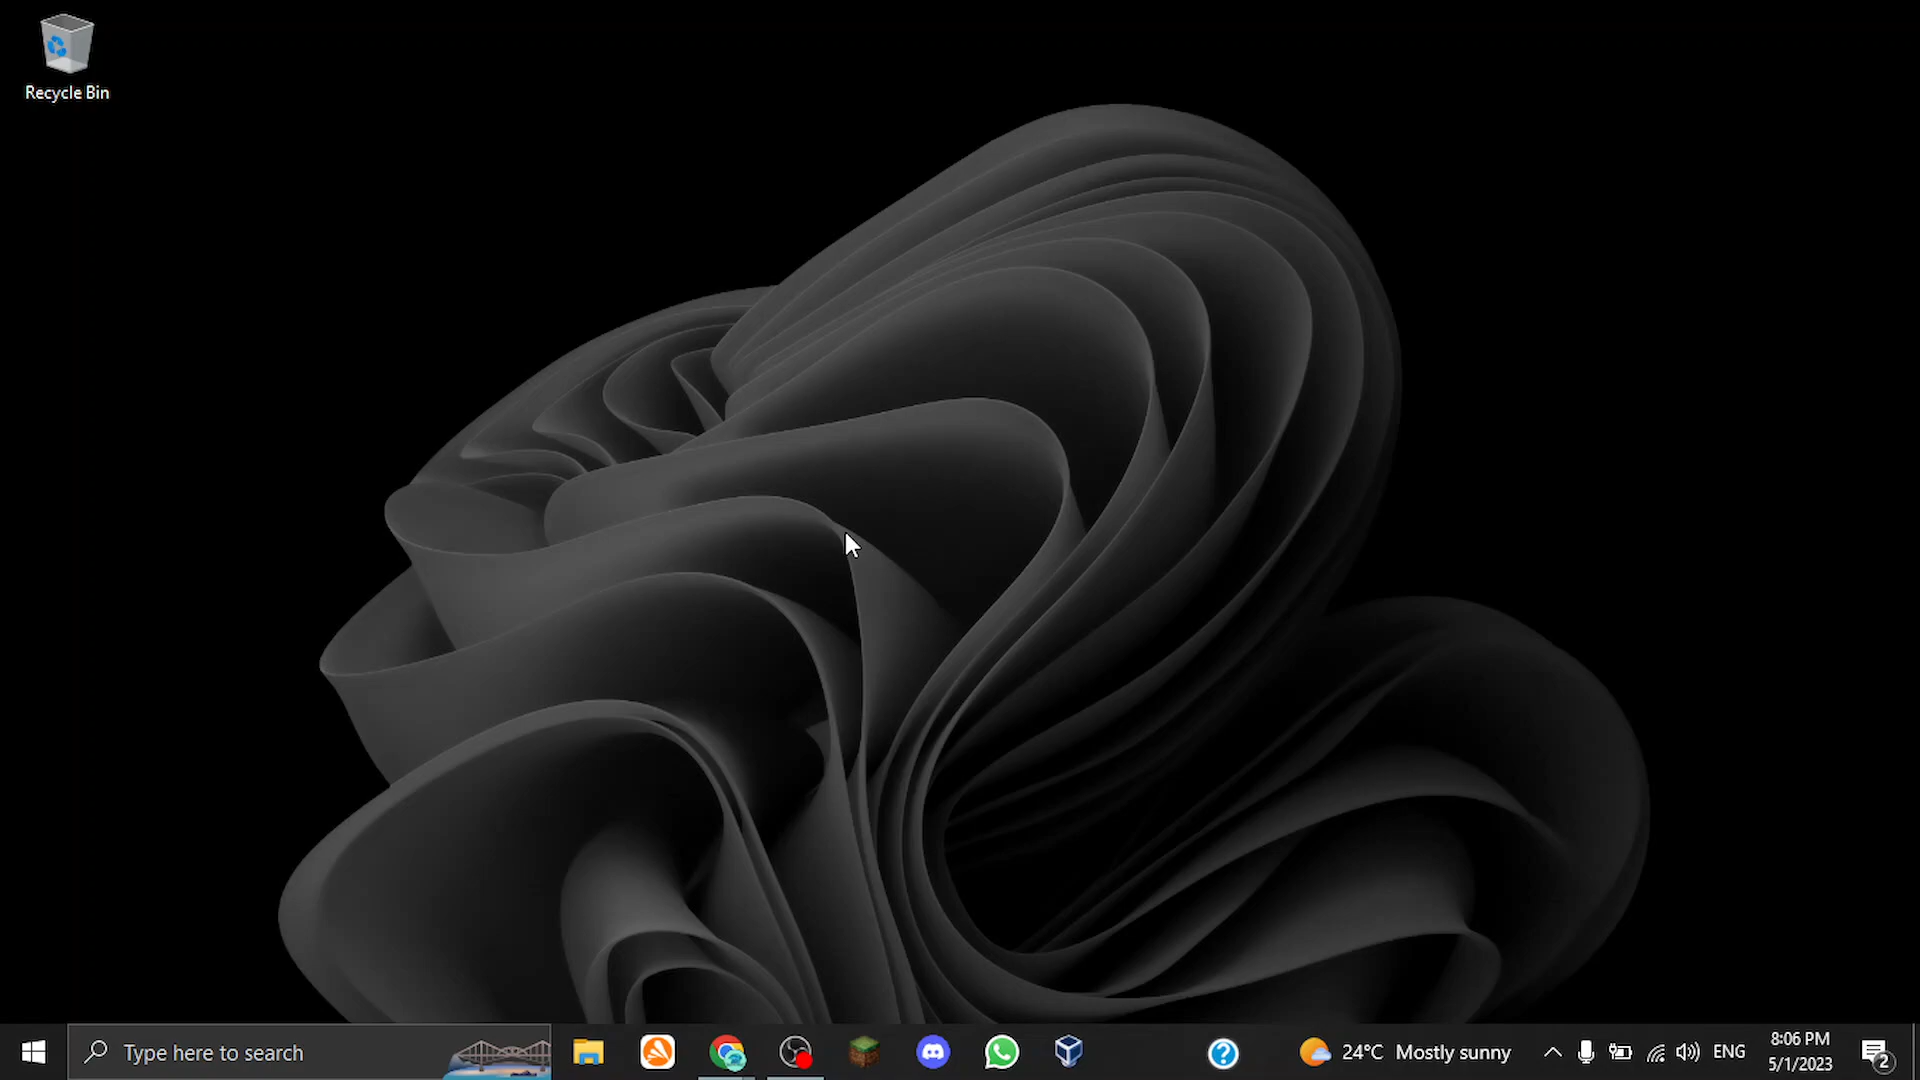 Recycle Bin
Type here to search
24°C Mostly sunny
ENG
8:06 PM
5/1/2023
2